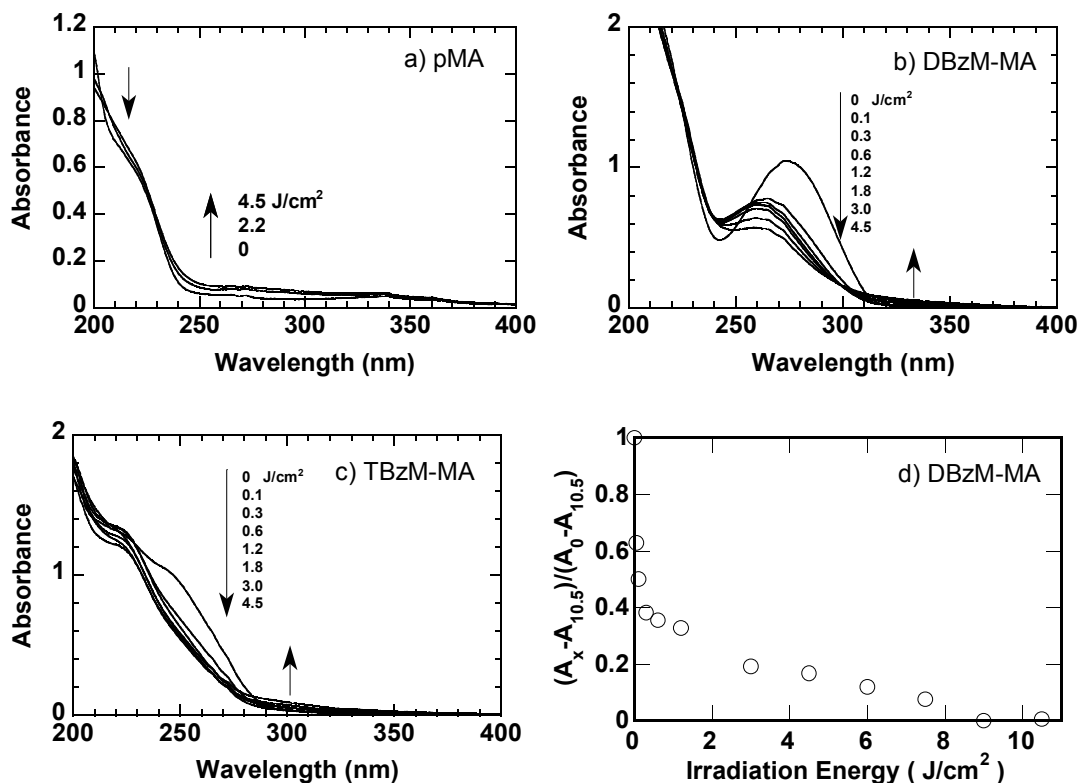 a) pMA
Absorbance
1.2
1
0.8
0.6
0.4
0.2
0
4.5 J/cm²
2.2
0
200 250 300 350 400
Wavelength (nm)
b) DBzM-MA
Absorbance
2
1
0
0 J/cm²
0.1
0.3
0.6
1.2
1.8
3.0
4.5
200 250 300 350 400
Wavelength (nm)
c) TBzM-MA
Absorbance
2
1
0
0 J/cm²
0.1
0.3
0.6
1.2
1.8
3.0
4.5
200 250 300 350 400
Wavelength (nm)
d) DBzM-MA
(Aₓ-A₁₀.₅)/(A₀-A₁₀.₅)
1
0.8
0.6
0.4
0.2
0
0 2 4 6 8 10
Irradiation Energy ( J/cm²)